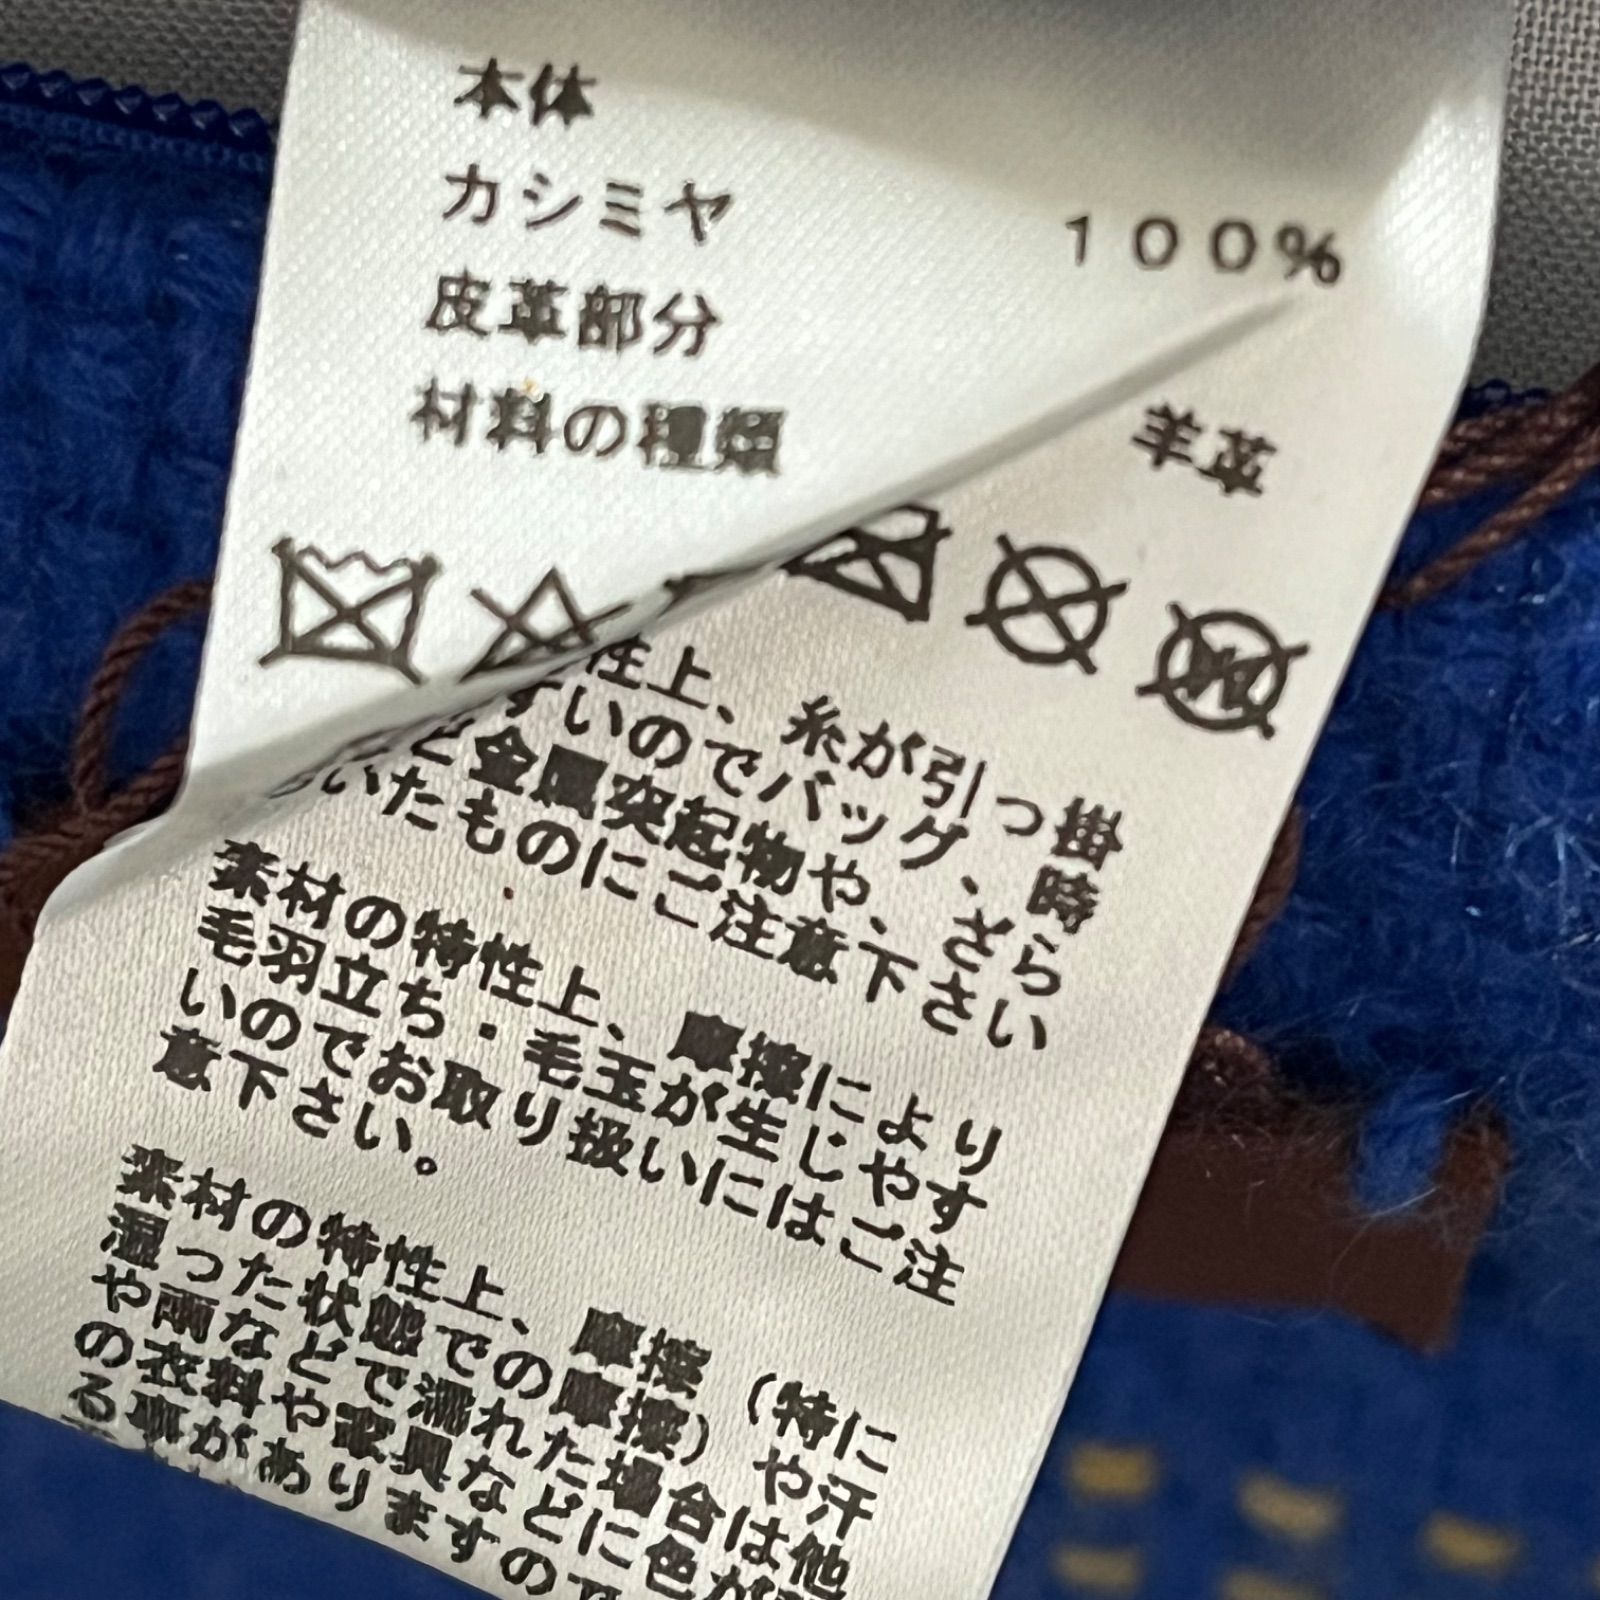 本体
カシミヤ 100%
皮革部分
材料の種類 羊革
性上、糸が引っ掛
すいのでバッグ、時
ど金属突起物や、ざら
いたものにご注意下さい
素材の特性上、摩擦により
毛羽立ち・毛玉が生じやす
いのでお取り扱いにはご注
意下さい。
素材の特性上、摩擦（特に
湿った状態での摩擦）や汗
や雨などで濡れた場合は他
の衣料や家具などに色が
る事がありますので